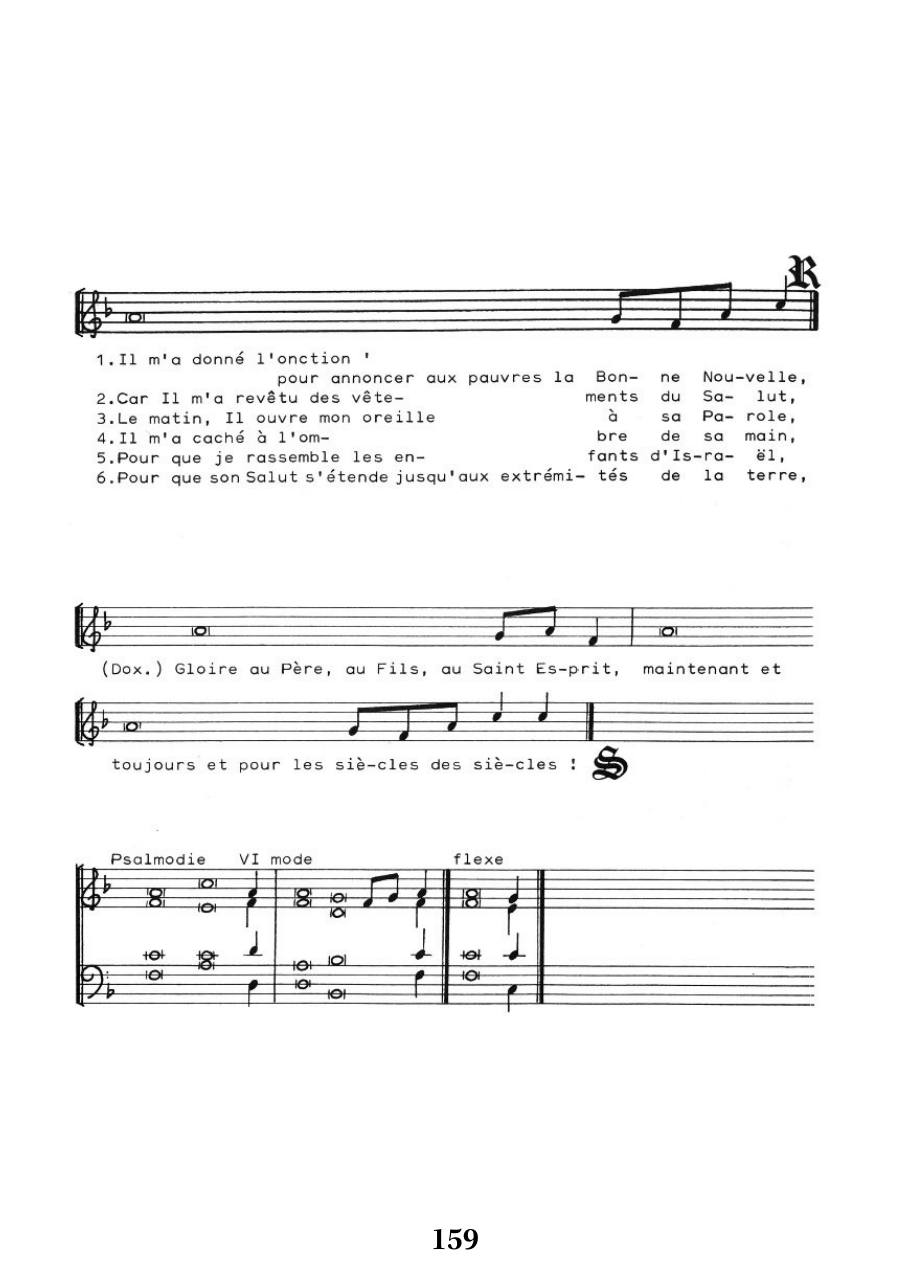 R
1.Il m'a donné l'onction '
pour annoncer aux pauvres la Bon- ne Nou-velle,
2.Car Il m'a revêtu des vête- ments du Sa- lut,
3.Le matin, Il ouvre mon oreille à sa Pa- role,
4.Il m'a caché à l'om- bre de sa main,
5.Pour que je rassemble les en- fants d'Is-ra- ël,
6.Pour que son Salut s'étende jusqu'aux extrémi- tés de la terre,
(Dox.) Gloire au Père, au Fils, au Saint Es-prit, maintenant et
toujours et pour les siè-cles des siè-cles !
S
Psalmodie VI mode flexe
159